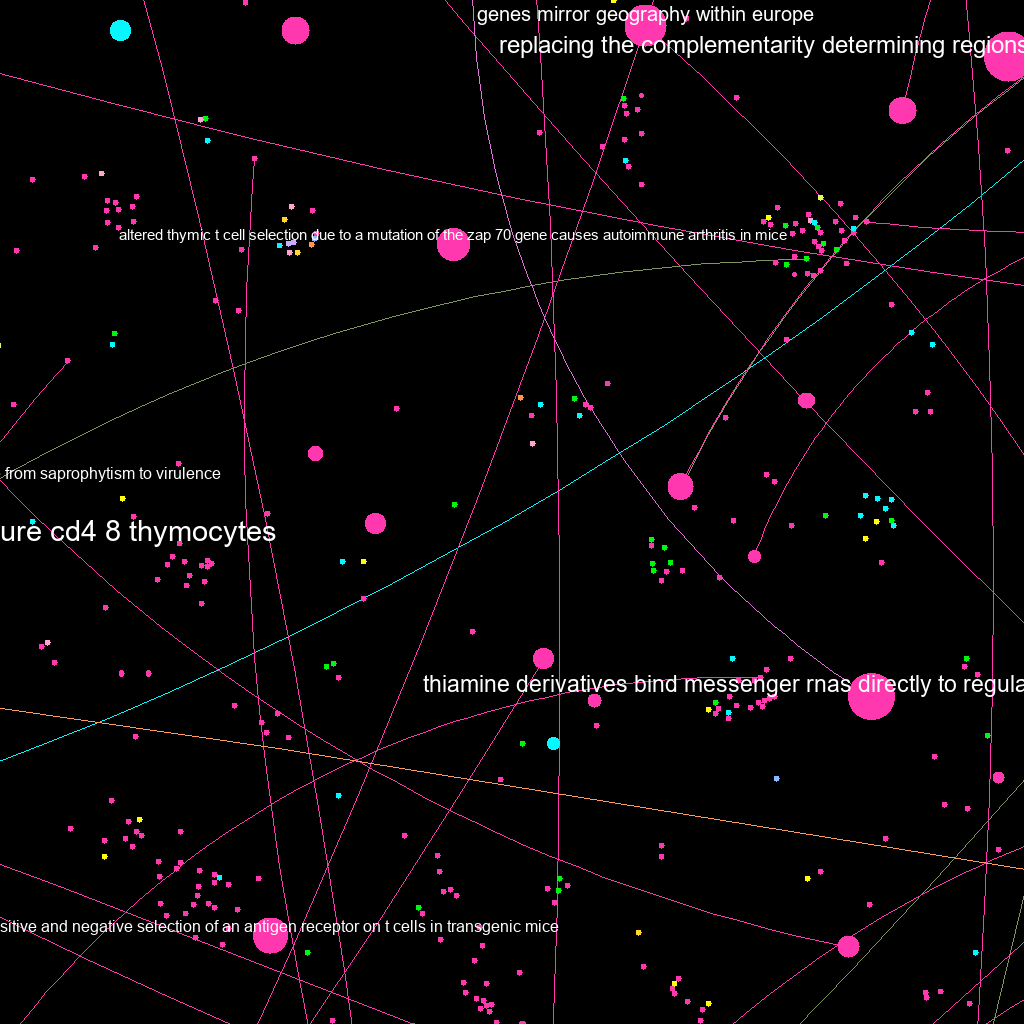 genes mirror geography within europe
replacing the complementarity determining regions
altered thymic t cell selection due to a mutation of the zap 70 gene causes autoimmune arthritis in mice
from saprophytism to virulence
ure cd4 8 thymocytes
thiamine derivatives bind messenger rnas directly to regula
sitive and negative selection of an antigen receptor on t cells in transgenic mice